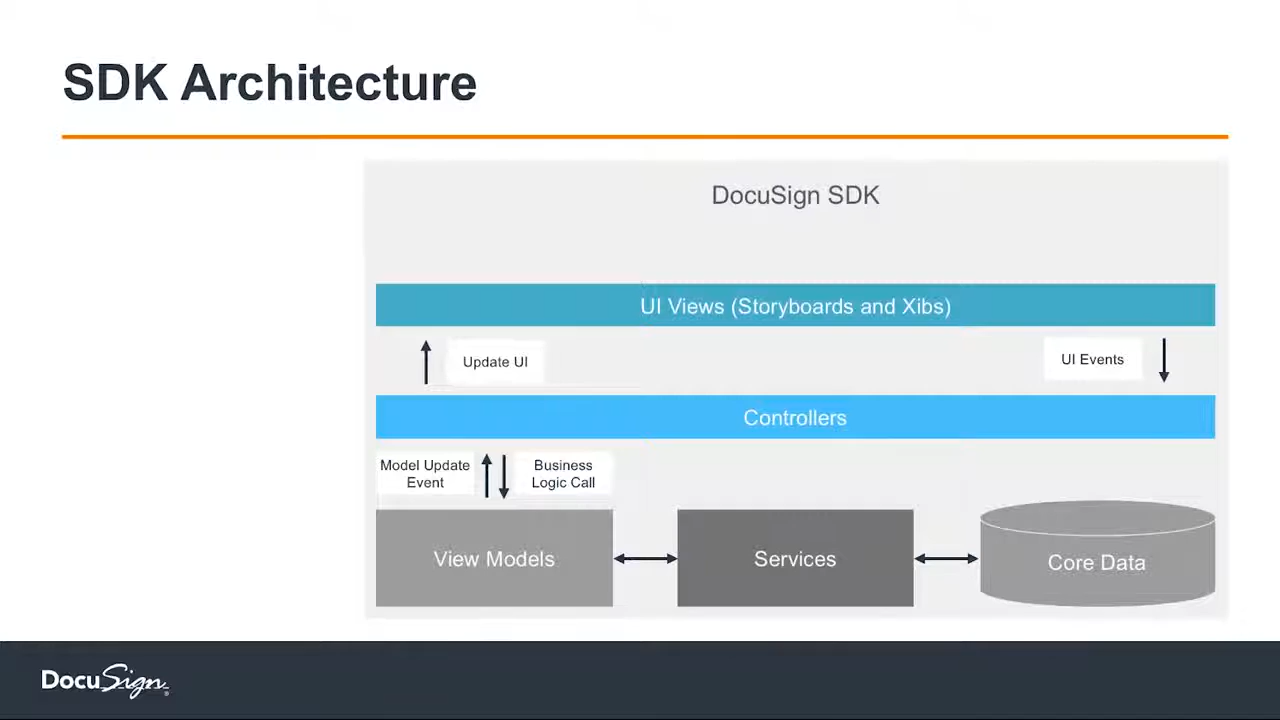 SDK Architecture
DocuSign SDK
UI Views (Storyboards and Xibs)
Update UI
UI Events
Controllers
Model Update
Event
Business
Logic Call
View Models
Services
Core Data
DocuSign®